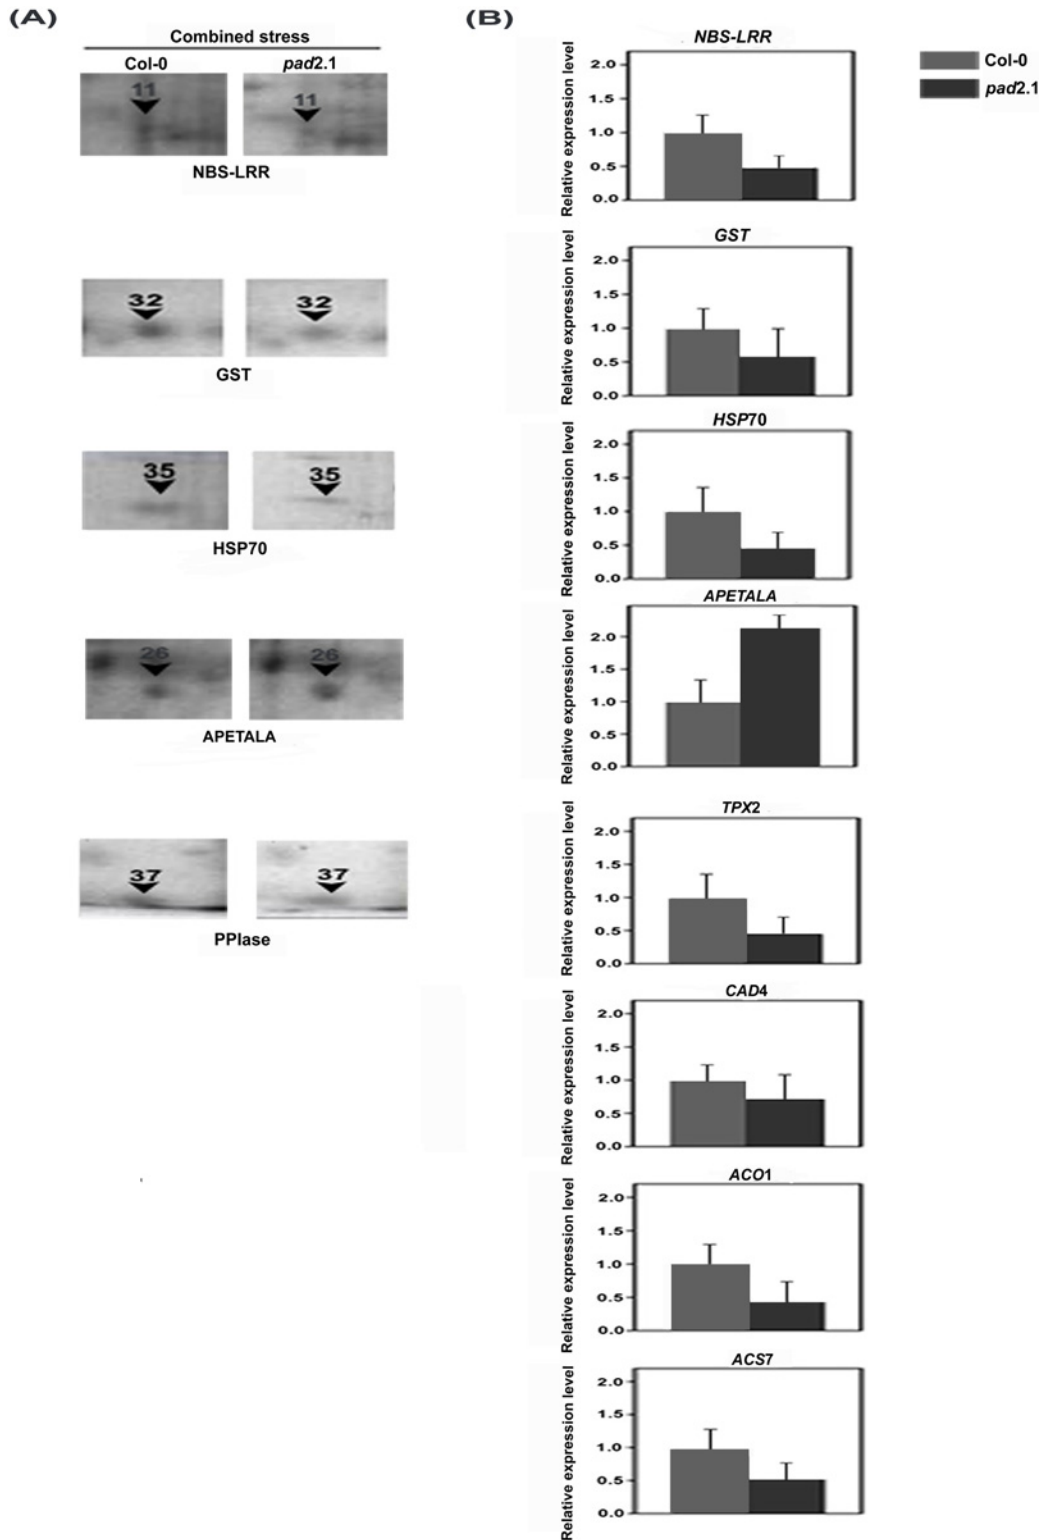 (A)
Combined stress
Col-0 pad2.1
11 11
NBS-LRR
32 32
GST
35 35
HSP70
26 26
APETALA
37 37
PPIase
(B)
Col-0
pad2.1
NBS-LRR
Relative expression level
2.0
1.5
1.0
0.5
0.0
GST
Relative expression level
2.0
1.5
1.0
0.5
0.0
HSP70
Relative expression level
2.0
1.5
1.0
0.5
0.0
APETALA
Relative expression level
2.0
1.5
1.0
0.5
0.0
TPX2
Relative expression level
2.0
1.5
1.0
0.5
0.0
CAD4
Relative expression level
2.0
1.5
1.0
0.5
0.0
ACO1
Relative expression level
2.0
1.5
1.0
0.5
0.0
ACS7
Relative expression level
2.0
1.5
1.0
0.5
0.0